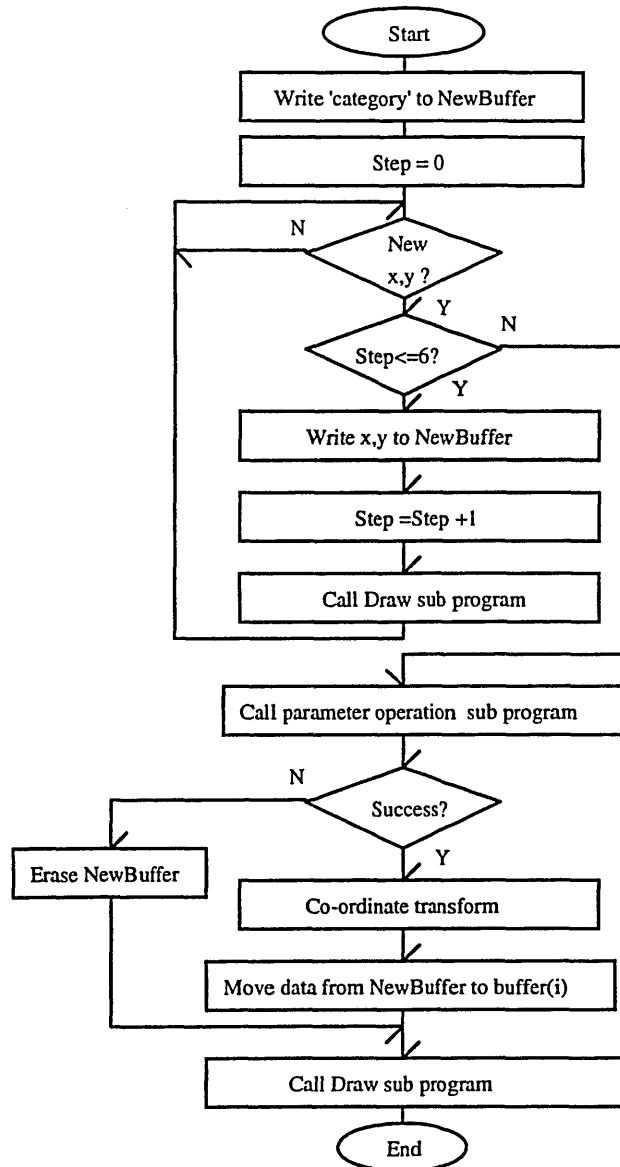 Start
Write 'category' to NewBuffer
Step = 0
N
New
x,y ?
Y
N
Step<=6?
Y
Write x,y to NewBuffer
Step =Step +1
Call Draw sub program
Call parameter operation sub program
N
Success?
Y
Erase NewBuffer
Co-ordinate transform
Move data from NewBuffer to buffer(i)
Call Draw sub program
End